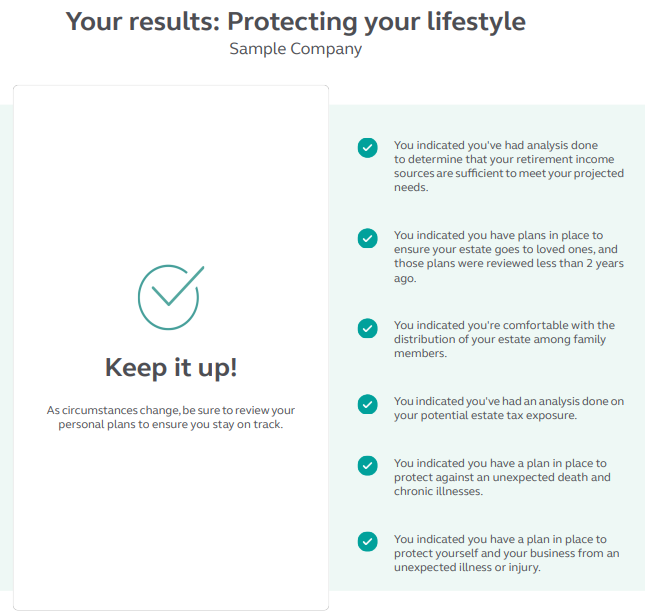 Your results: Protecting your lifestyle
Sample Company
Keep it up!
As circumstances change, be sure to review your
personal plans to ensure you stay on track.
You indicated you've had analysis done
to determine that your retirement income
sources are sufficient to meet your projected
needs.
You indicated you have plans in place to
ensure your estate goes to loved ones, and
those plans were reviewed less than 2 years
ago.
You indicated you're comfortable with the
distribution of your estate among family
members.
You indicated you've had an analysis done on
your potential estate tax exposure.
You indicated you have a plan in place to
protect against an unexpected death and
chronic illnesses.
You indicated you have a plan in place to
protect yourself and your business from an
unexpected illness or injury.